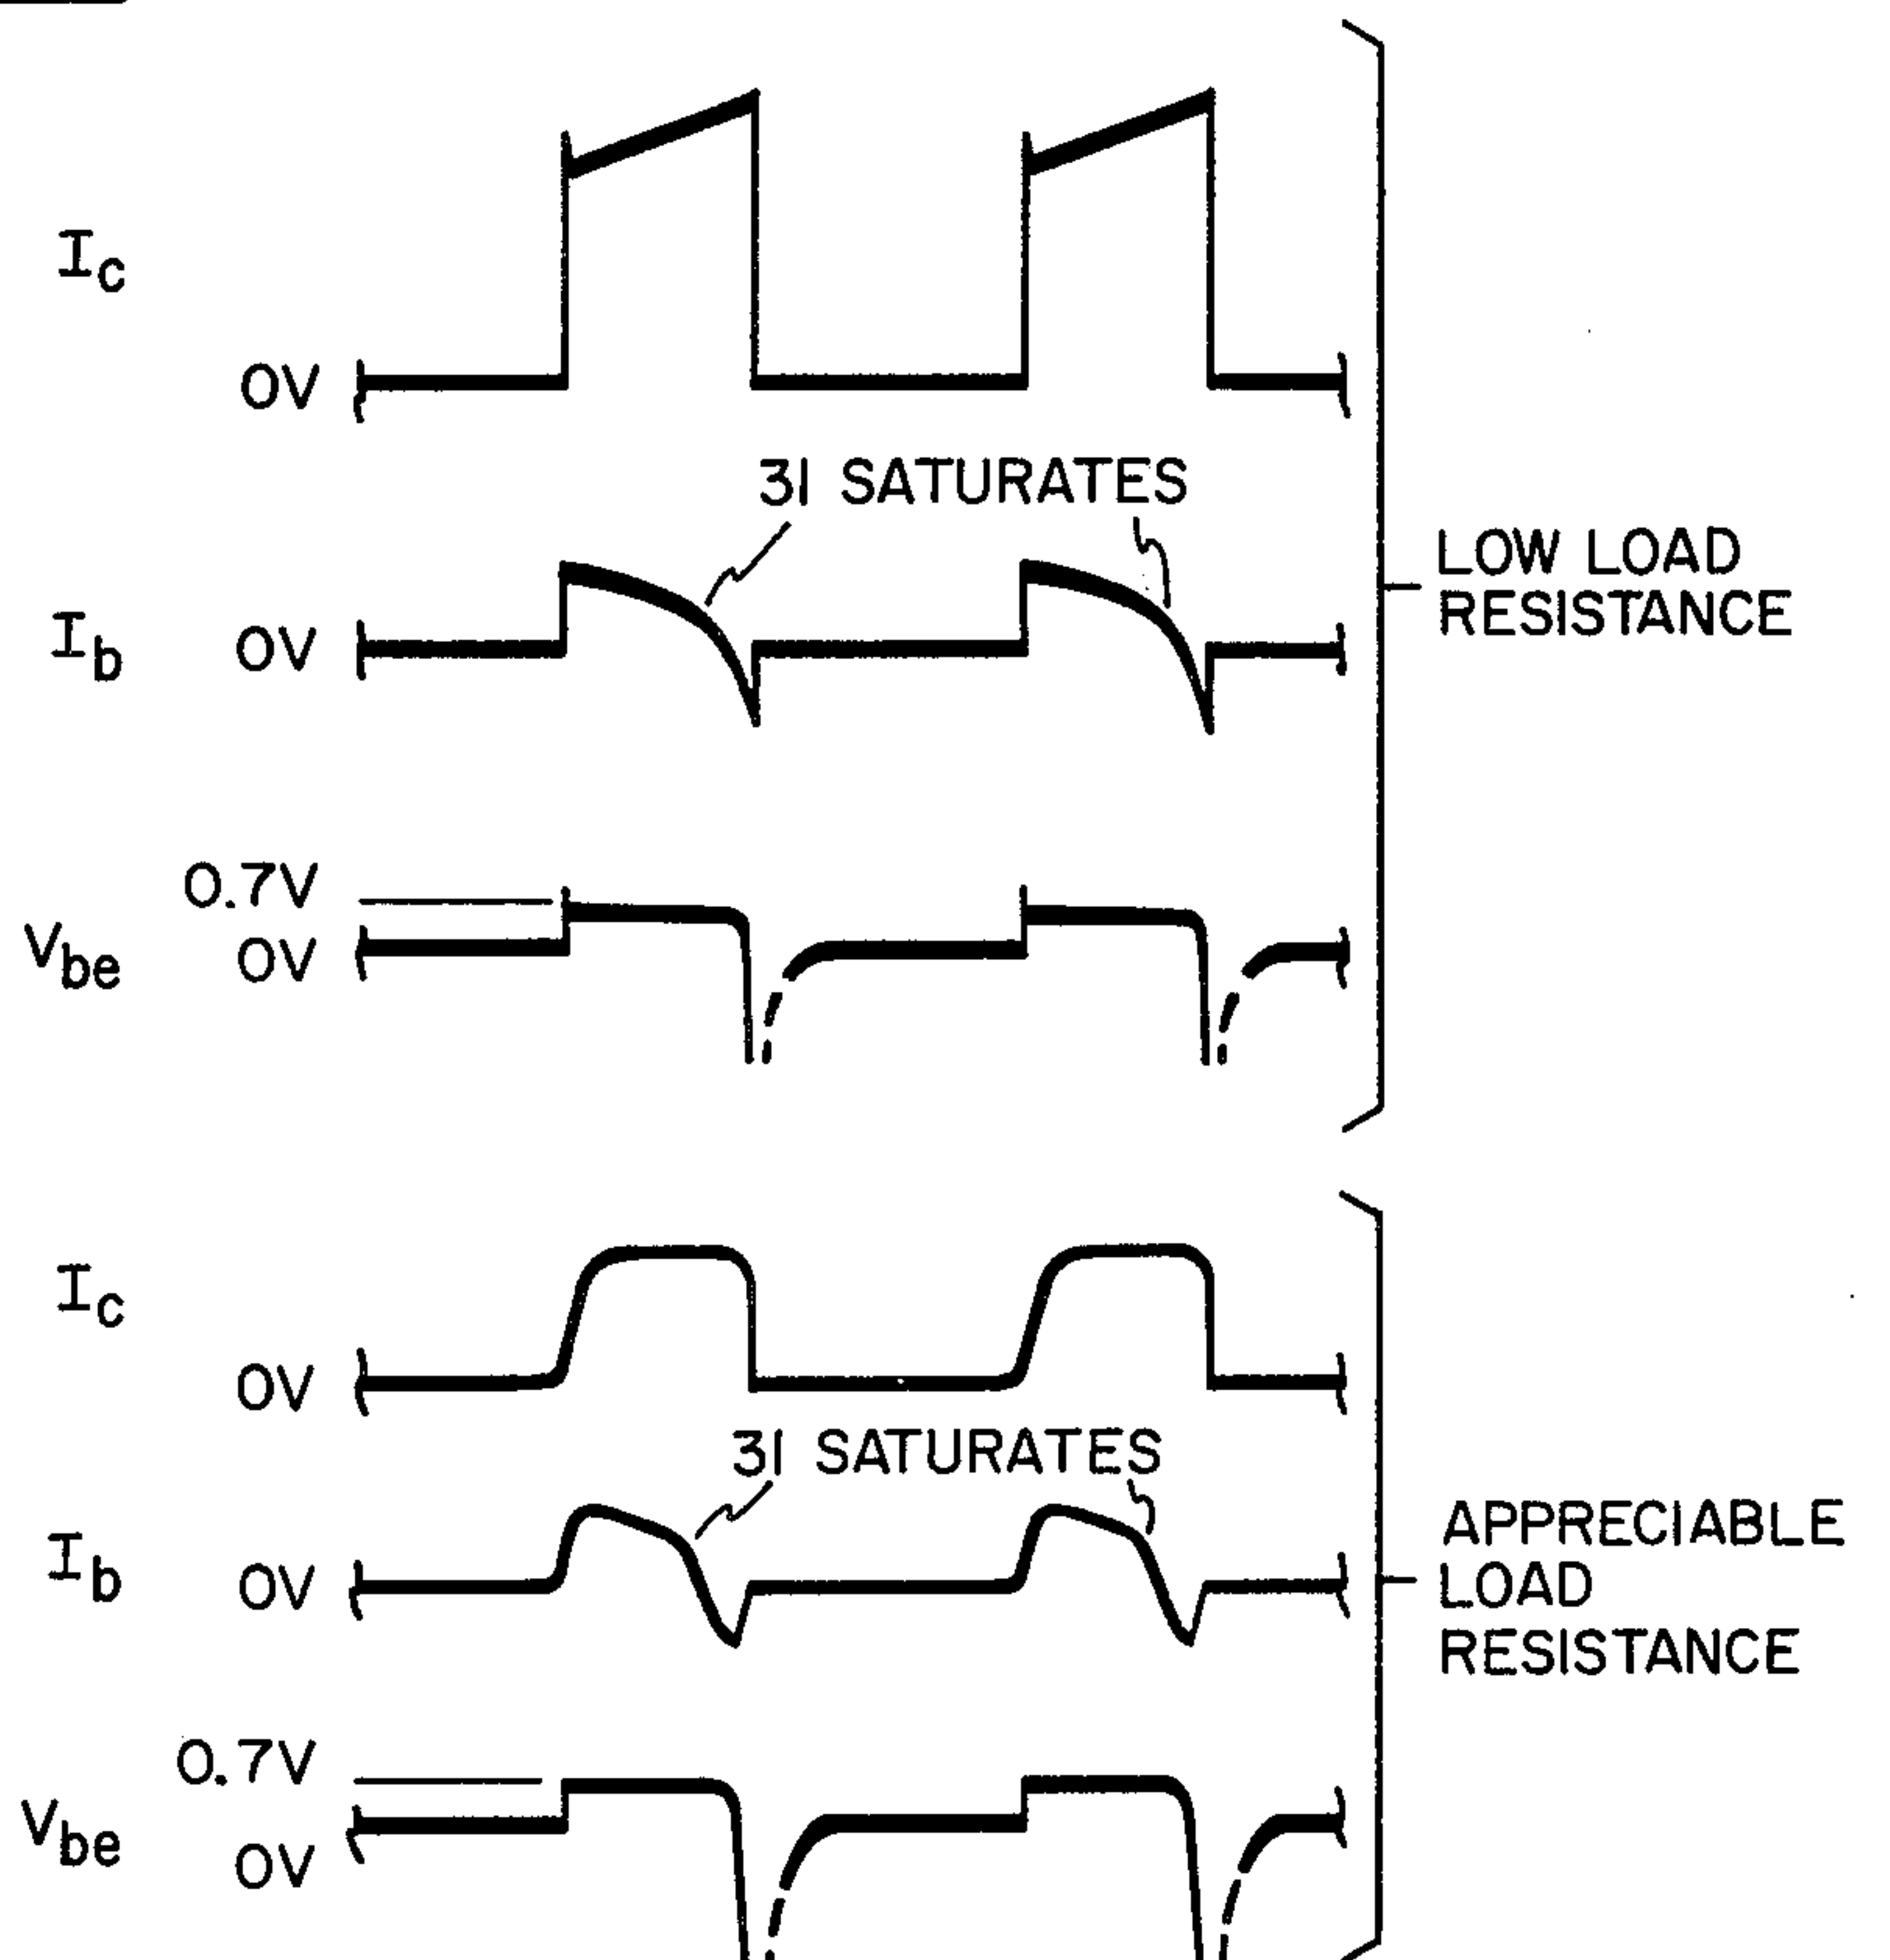 Ic
0V
31 SATURATES
Ib
0V
LOW LOAD
RESISTANCE
0.7V
Vbe
0V
Ic
0V
31 SATURATES
Ib
0V
APPRECIABLE
LOAD
RESISTANCE
0.7V
Vbe
0V